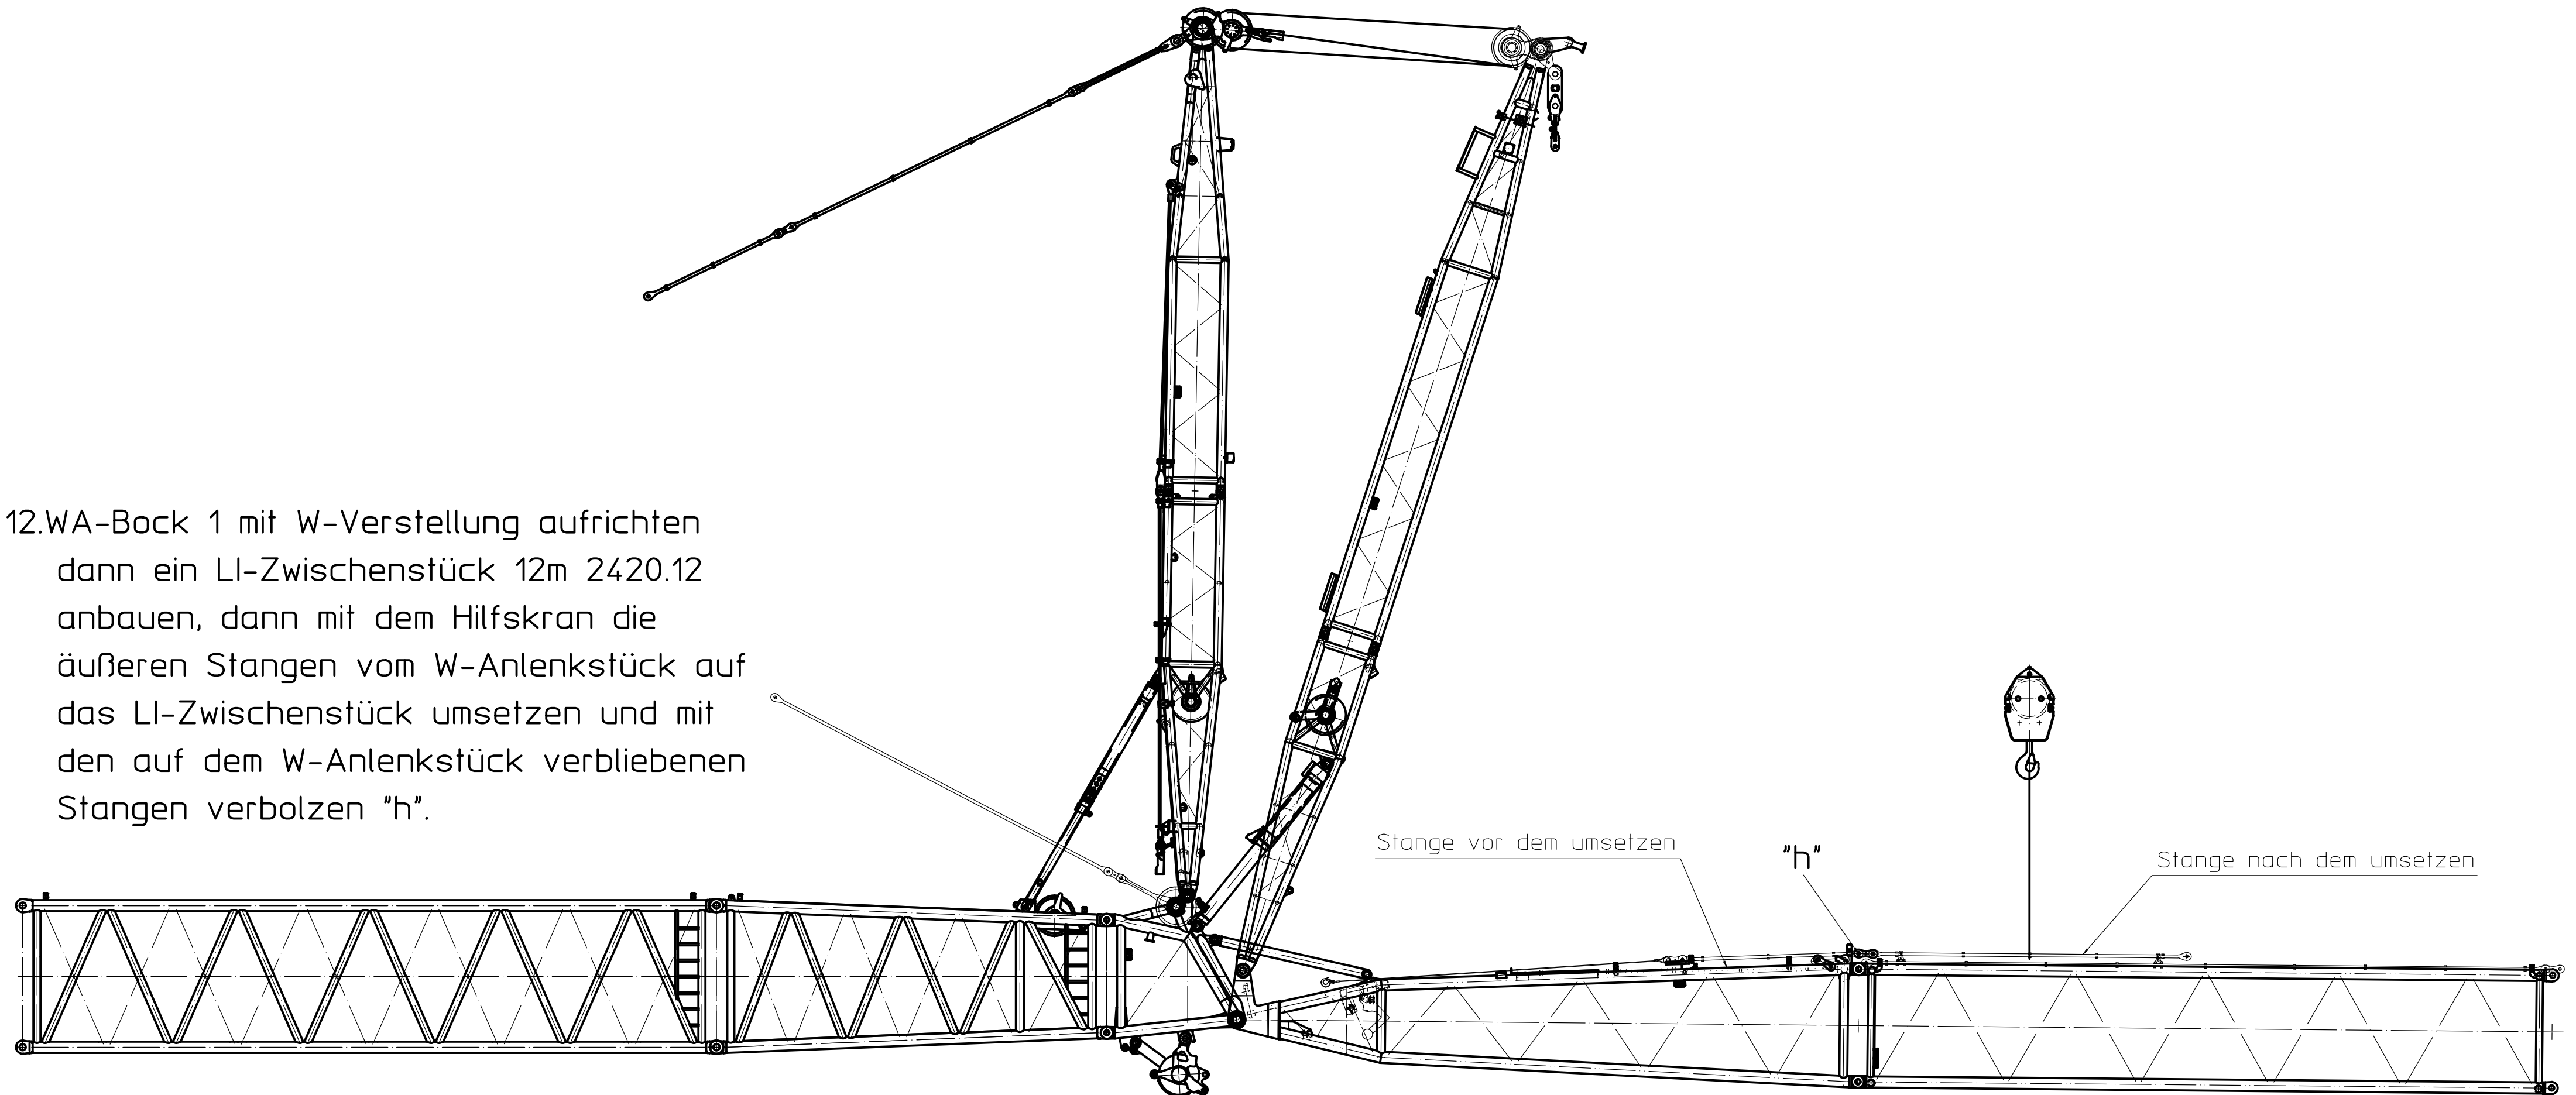 12.WA-Bock 1 mit W-Verstellung aufrichten
dann ein LI-Zwischenstück 12m 2420.12
anbauen, dann mit dem Hilfskran die
äußeren Stangen vom W-Anlenkstück auf
das LI-Zwischenstück umsetzen und mit
den auf dem W-Anlenkstück verbliebenen
Stangen verbolzen "h".
Stange vor dem umsetzen
"h"
Stange nach dem umsetzen